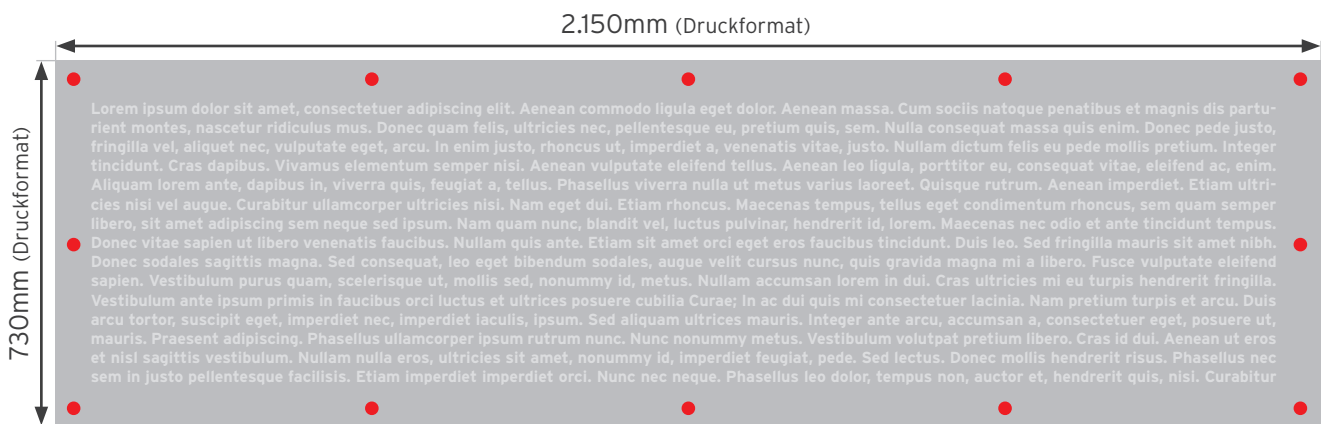 2.150mm (Druckformat)
730mm (Druckformat)
Lorem ipsum dolor sit amet, consectetuer adipiscing elit. Aenean commodo ligula eget dolor. Aenean massa. Cum sociis natoque penatibus et magnis dis partu-
rient montes, nascetur ridiculus mus. Donec quam felis, ultricies nec, pellentesque eu, pretium quis, sem. Nulla consequat massa quis enim. Donec pede justo,
fringilla vel, aliquet nec, vulputate eget, arcu. In enim justo, rhoncus ut, imperdiet a, venenatis vitae, justo. Nullam dictum felis eu pede mollis pretium. Integer
tincidunt. Cras dapibus. Vivamus elementum semper nisi. Aenean vulputate eleifend tellus. Aenean leo ligula, porttitor eu, consequat vitae, eleifend ac, enim.
Aliquam lorem ante, dapibus in, viverra quis, feugiat a, tellus. Phasellus viverra nulla ut metus varius laoreet. Quisque rutrum. Aenean imperdiet. Etiam ultri-
cies nisi vel augue. Curabitur ullamcorper ultricies nisi. Nam eget dui. Etiam rhoncus. Maecenas tempus, tellus eget condimentum rhoncus, sem quam semper
libero, sit amet adipiscing sem neque sed ipsum. Nam quam nunc, blandit vel, luctus pulvinar, hendrerit id, lorem. Maecenas nec odio et ante tincidunt tempus.
Donec vitae sapien ut libero venenatis faucibus. Nullam quis ante. Etiam sit amet orci eget eros faucibus tincidunt. Duis leo. Sed fringilla mauris sit amet nibh.
Donec sodales sagittis magna. Sed consequat, leo eget bibendum sodales, augue velit cursus nunc, quis gravida magna mi a libero. Fusce vulputate eleifend
sapien. Vestibulum purus quam, scelerisque ut, mollis sed, nonummy id, metus. Nullam accumsan lorem in dui. Cras ultricies mi eu turpis hendrerit fringilla.
Vestibulum ante ipsum primis in faucibus orci luctus et ultrices posuere cubilia Curae; In ac dui quis mi consectetuer lacinia. Nam pretium turpis et arcu. Duis
arcu tortor, suscipit eget, imperdiet nec, imperdiet iaculis, ipsum. Sed aliquam ultrices mauris. Integer ante arcu, accumsan a, consectetuer eget, posuere ut,
mauris. Praesent adipiscing. Phasellus ullamcorper ipsum rutrum nunc. Nunc nonummy metus. Vestibulum volutpat pretium libero. Cras id dui. Aenean ut eros
et nisl sagittis vestibulum. Nullam nulla eros, ultricies sit amet, nonummy id, imperdiet feugiat, pede. Sed lectus. Donec mollis hendrerit risus. Phasellus nec
sem in justo pellentesque facilisis. Etiam imperdiet imperdiet orci. Nunc nec neque. Phasellus leo dolor, tempus non, auctor et, hendrerit quis, nisi. Curabitur